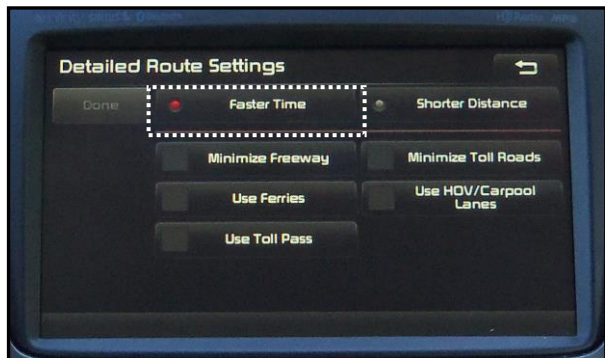 Detailed Route Settings
Done
Faster Time
Shorter Distance
Minimize Freeway
Minimize Toll Roads
Use Ferries
Use HOV/Carpool
Lanes
Use Toll Pass